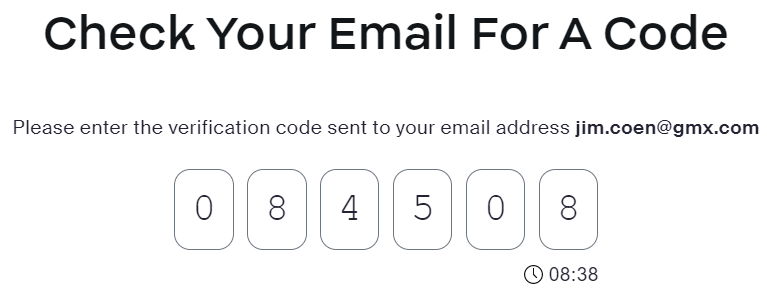 Check Your Email For A Code
Please enter the verification code sent to your email address jim.coen@gmx.com
0 8 4 5 0 8
08:38